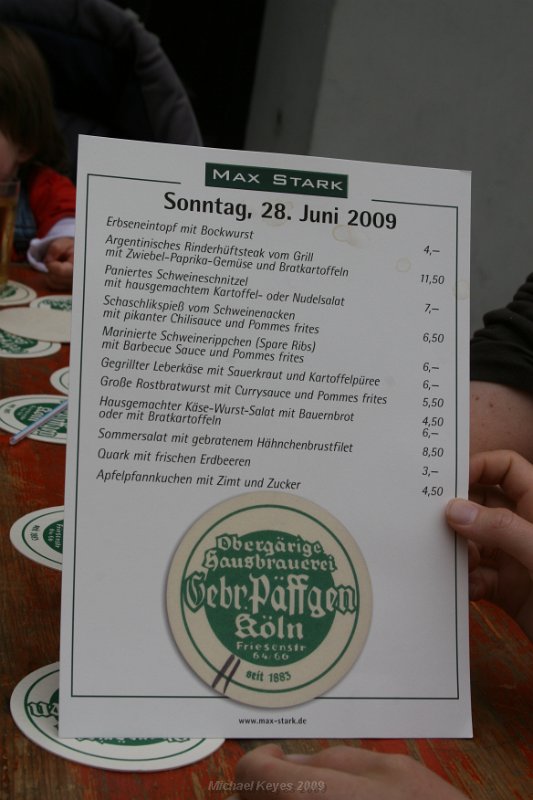 MAX STARK
Sonntag, 28. Juni 2009
Erbseneintopf mit Bockwurst 4,–
Argentinisches Rinderhüftsteak vom Grill
mit Zwiebel-Paprika-Gemüse und Bratkartoffeln 11,50
Paniertes Schweineschnitzel
mit hausgemachtem Kartoffel- oder Nudelsalat 7,–
Schaschlikspieß vom Schweinenacken
mit pikanter Chilisauce und Pommes frites 6,50
Marinierte Schweinerippchen (Spare Ribs)
mit Barbecue Sauce und Pommes frites 6,–
Gegrillter Leberkäse mit Sauerkraut und Kartoffelpüree 6,–
Große Rostbratwurst mit Currysauce und Pommes frites 5,50
Hausgemachter Käse-Wurst-Salat mit Bauernbrot 4,50
oder mit Bratkartoffeln 6,–
Sommersalat mit gebratenem Hähnchenbrustfilet 8,50
Quark mit frischen Erdbeeren 3,–
Apfelpfannkuchen mit Zimt und Zucker 4,50
Obergärige
Hausbrauerei
Gebr. Päffgen
Köln
Friesenstr
64.66
seit 1883
www.max-stark.de
Michael Keyes 2009